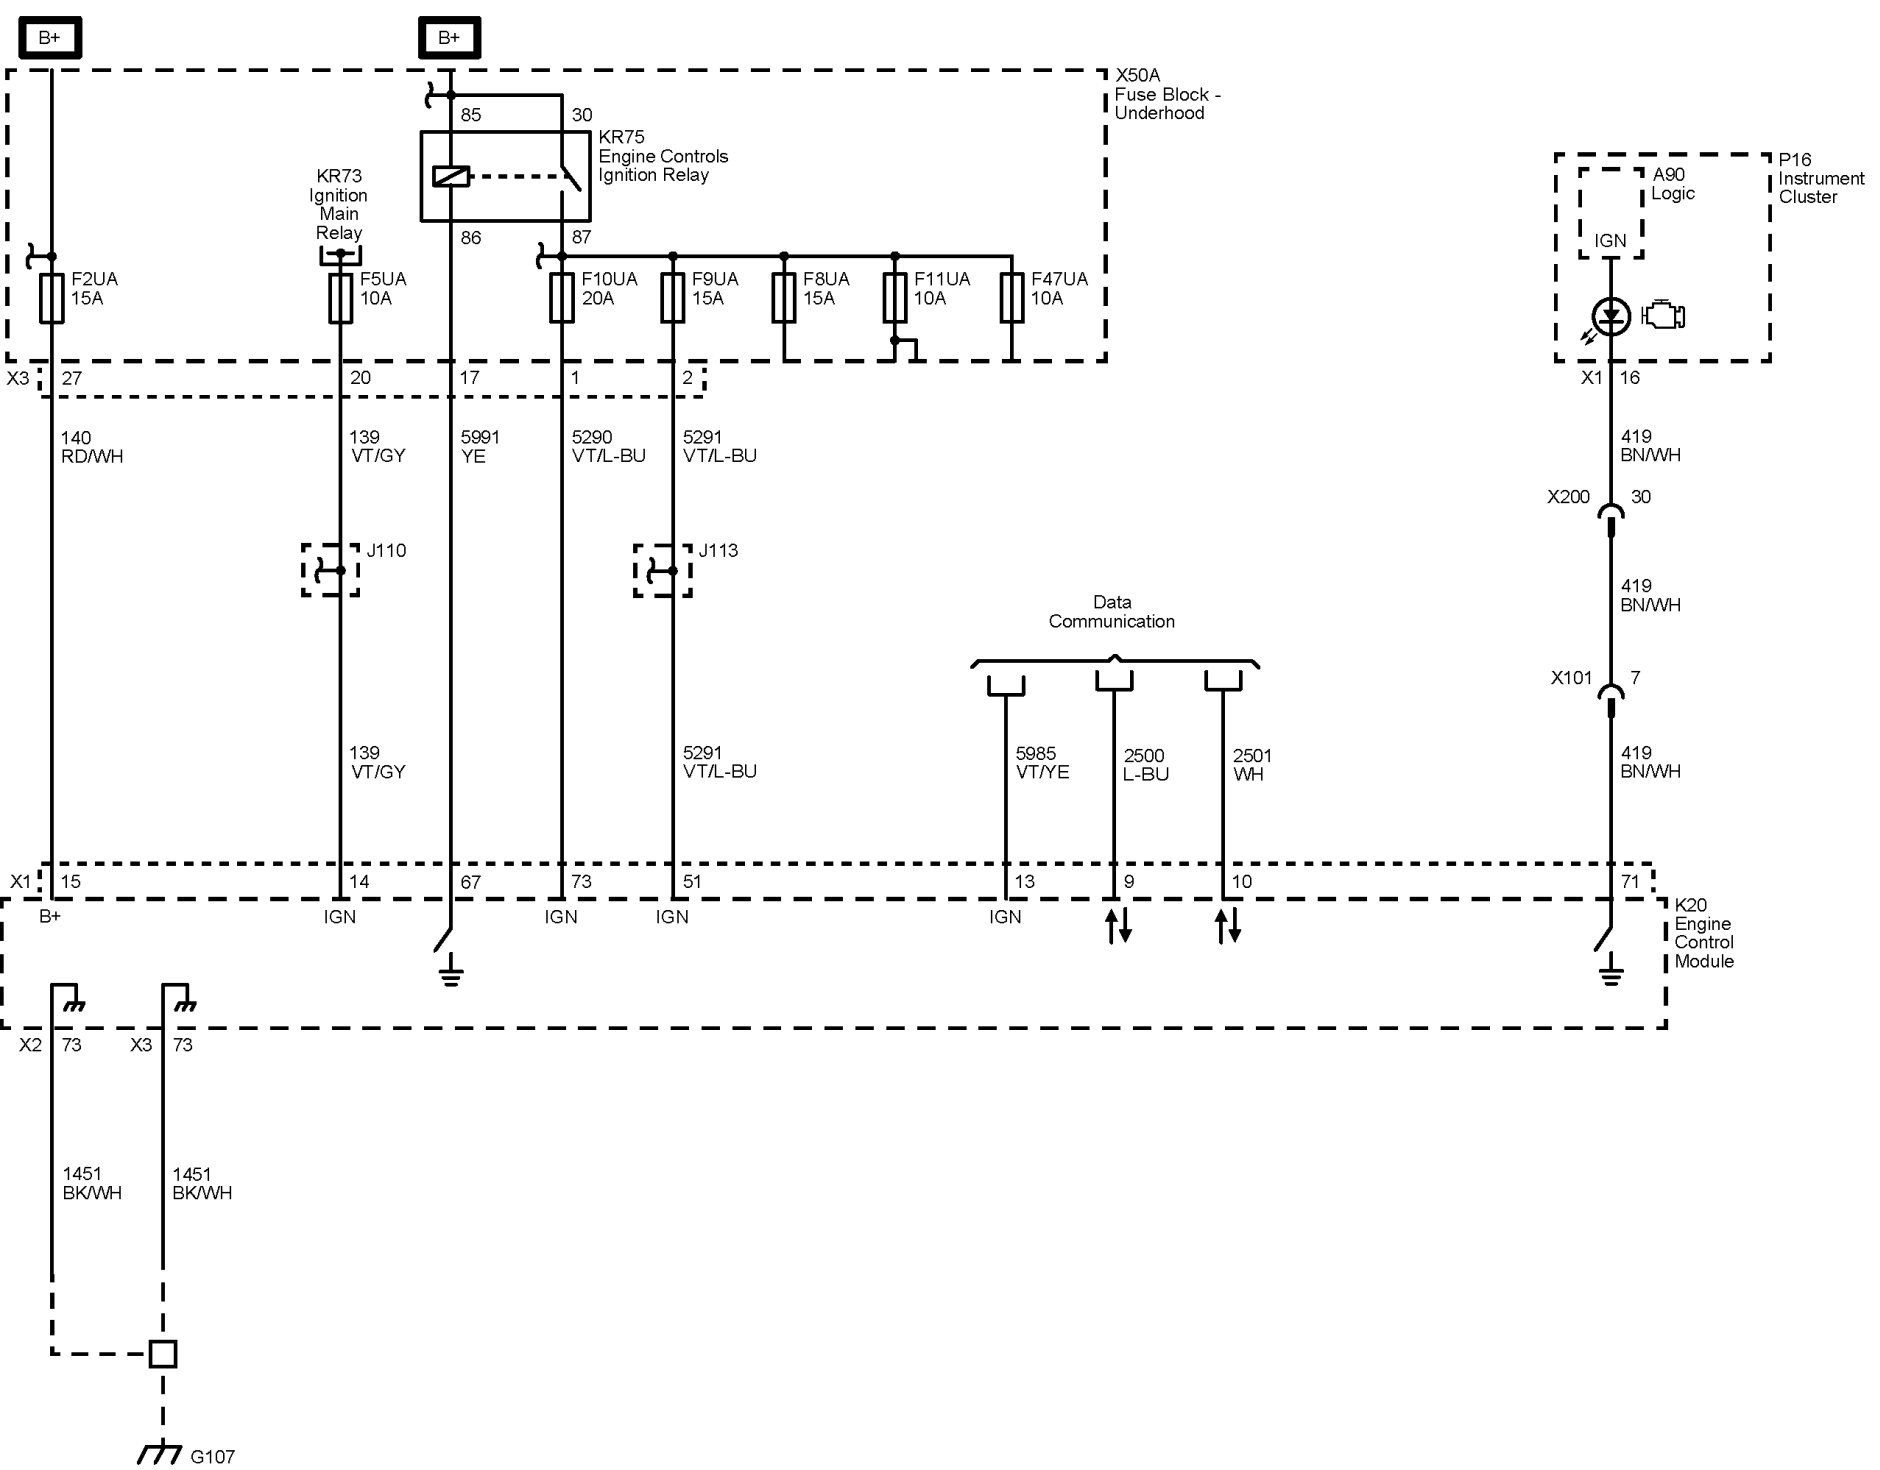 B+
B+
X50A
Fuse Block -
Underhood
85
30
KR75
Engine Controls
Ignition Relay
KR73
Ignition
Main
Relay
86
87
F2UA
15A
F5UA
10A
F10UA
20A
F9UA
15A
F8UA
15A
F11UA
10A
F47UA
10A
P16
Instrument
Cluster
A90
Logic
IGN
X3
27
20
17
1
2
X1
16
140
RD/WH
139
VT/GY
5991
YE
5290
VT/L-BU
5291
VT/L-BU
419
BN/WH
X200
30
J110
J113
419
BN/WH
Data
Communication
X101
7
139
VT/GY
5291
VT/L-BU
5985
VT/YE
2500
L-BU
2501
WH
419
BN/WH
X1
15
14
67
73
51
13
9
10
71
B+
IGN
IGN
IGN
IGN
K20
Engine
Control
Module
X2
73
X3
73
1451
BK/WH
1451
BK/WH
G107